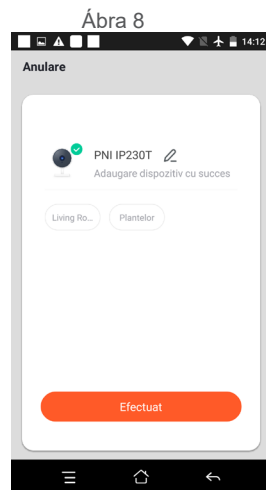 Ábra 8
14:12
Anulare
PNI IP230T
Adaugare dispozitiv cu succes
Living Ro... Plantelor
Efectuat